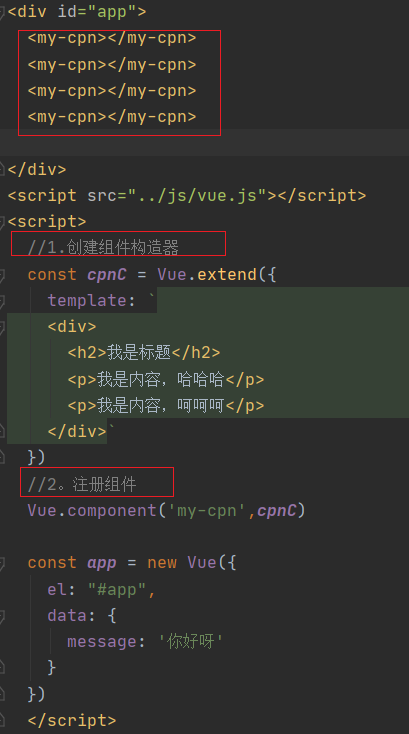 <div id="app">
<my-cpn></my-cpn>
<my-cpn></my-cpn>
<my-cpn></my-cpn>
<my-cpn></my-cpn>
</div>
<script src="../js/vue.js"></script>
<script>
//1.创建组件构造器
const cpnC = Vue.extend({
template: `
<div>
<h2>我是标题</h2>
<p>我是内容，哈哈哈</p>
<p>我是内容，呵呵呵</p>
</div>`
})
//2。注册组件
Vue.component('my-cpn',cpnC)
const app = new Vue({
el: "#app",
data: {
message: '你好呀'
}
})
</script>